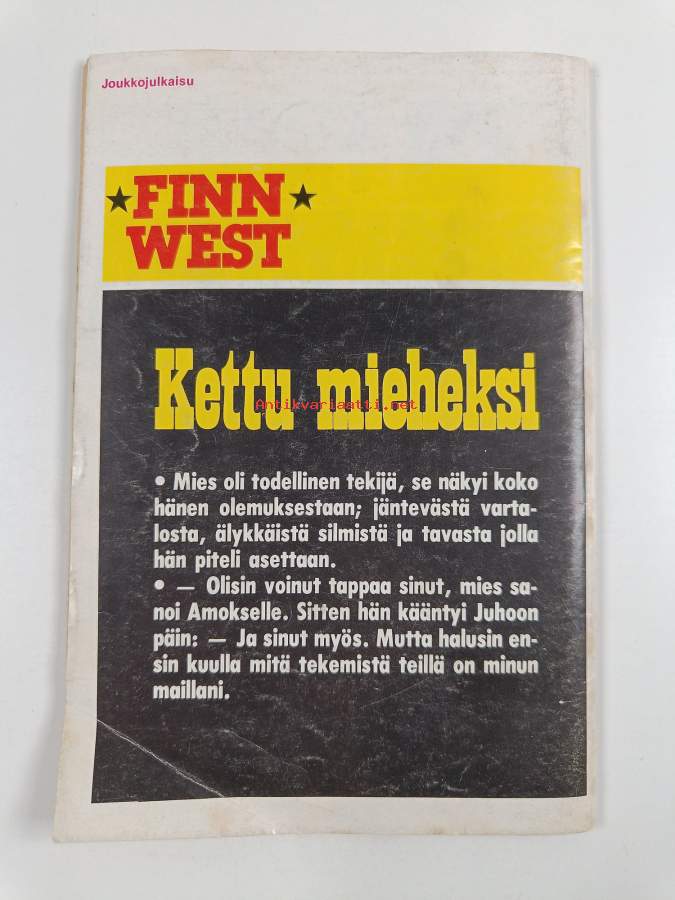 Joukkojulkaisu
★FINN★
WEST
Kettu mieheksi
Antikvariaatti.net
• Mies oli todellinen tekijä, se näkyi koko
hänen olemuksestaan; jäntevästä varta-
losta, älykkäistä silmistä ja tavasta jolla
hän piteli asettaan.
• — Olisin voinut tappaa sinut, mies sa-
noi Amokselle. Sitten hän kääntyi Juhoon
päin: — Ja sinut myös. Mutta halusin en-
sin kuulla mitä tekemistä teillä on minun
maillani.